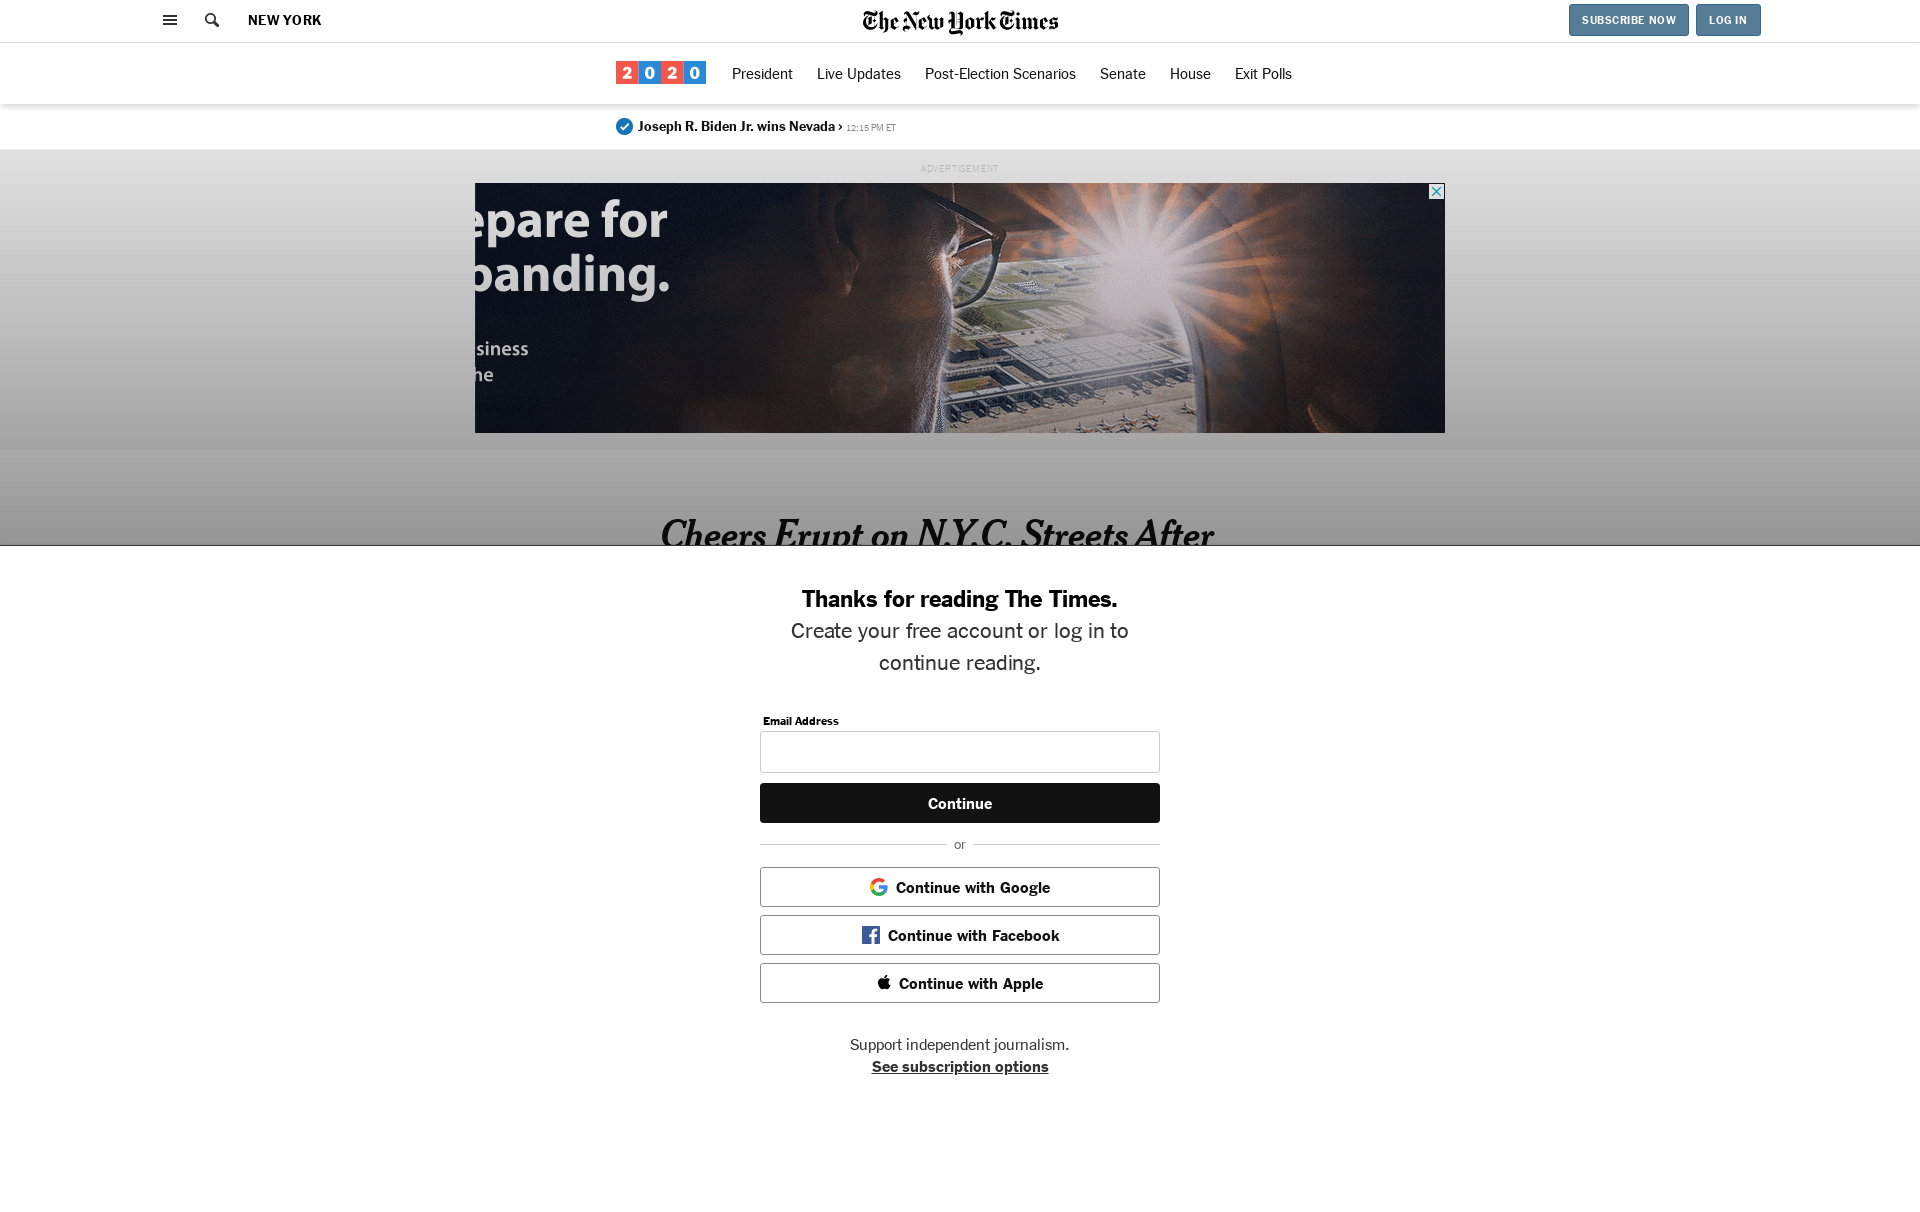 NEW YORK
The New York Times
SUBSCRIBE NOW
LOG IN
2020
President
Live Updates
Post-Election Scenarios
Senate
House
Exit Polls
Joseph R. Biden Jr. wins Nevada › 12:15 PM ET
ADVERTISEMENT
epare for
panding.
siness
ne
Cheers Erupt on N.Y.C. Streets After
Thanks for reading The Times.
Create your free account or log in to
continue reading.
Email Address
Continue
or
Continue with Google
Continue with Facebook
Continue with Apple
Support independent journalism.
See subscription options